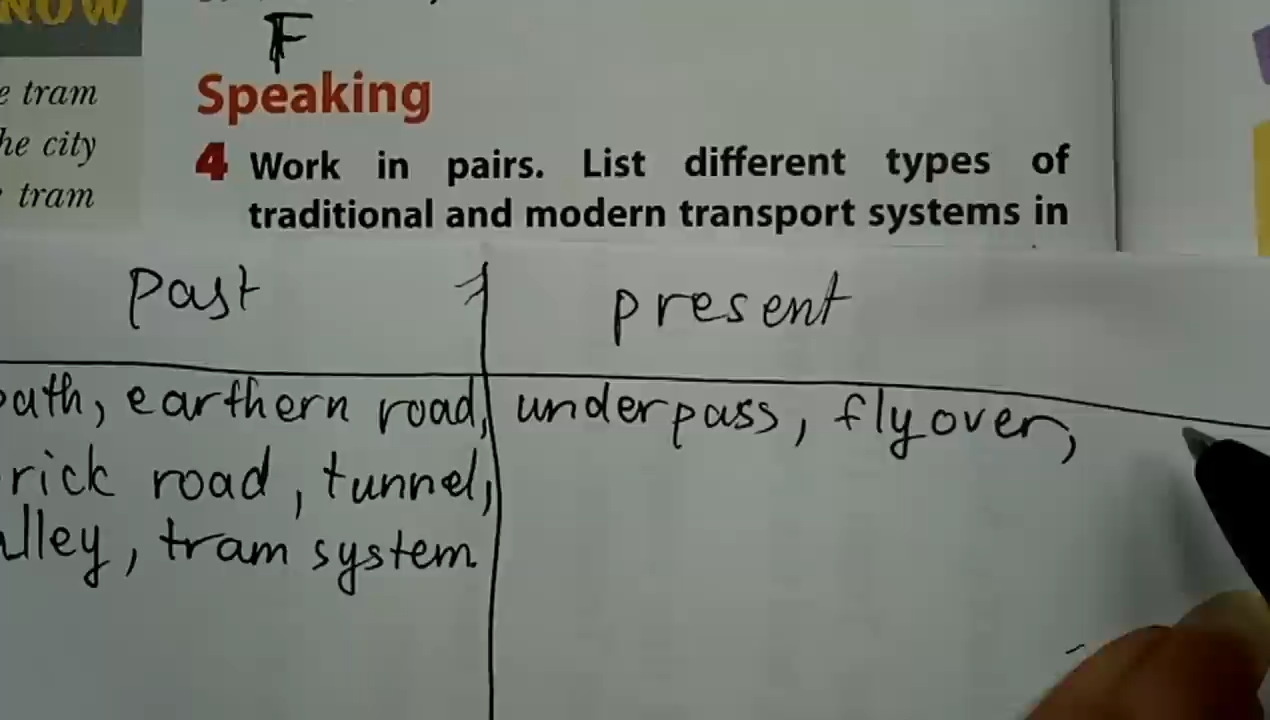 NOW
F
Speaking
e tram
he city
tram
4 Work in pairs. List different types of
traditional and modern transport systems in
Past
present
path, earthern road,
rick road, tunnel,
alley, tram system
underpass, flyover,